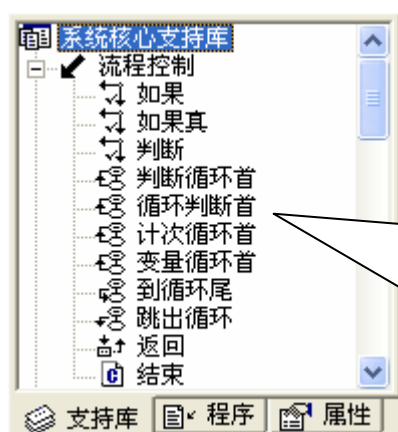 系统核心支持库
流程控制
如果
如果真
判断
判断循环首
循环判断首
计次循环首
变量循环首
到循环尾
跳出循环
返回
结束
支持库 程序 属性